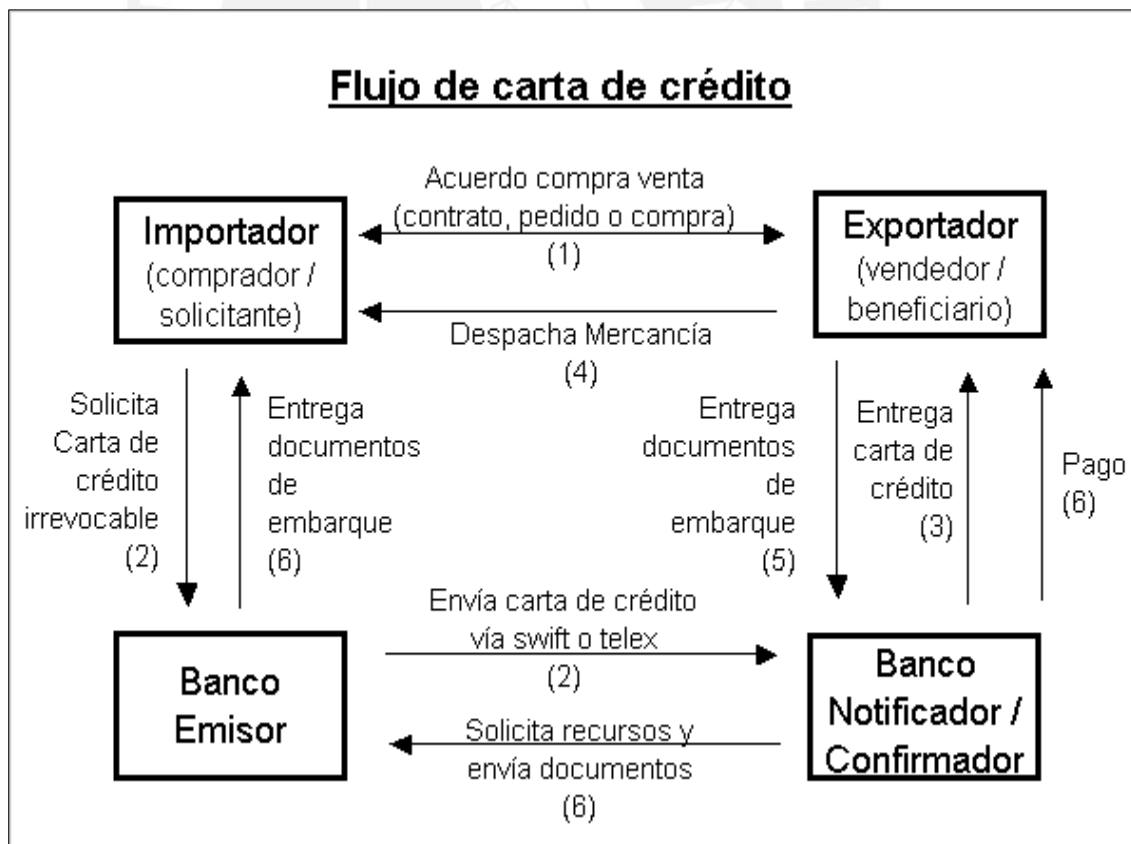 Flujo de carta de crédito
Acuerdo compra venta
(contrato, pedido o compra)
(1)
Importador
(comprador /
solicitante)
Exportador
(vendedor /
beneficiario)
Despacha Mercancía
(4)
Solicita
Carta de
crédito
irrevocable
(2)
Entrega
documentos
de
embarque
(6)
Entrega
documentos
de
embarque
(5)
Entrega
carta de
crédito
(3)
Pago
(6)
Envía carta de crédito
vía swift o telex
(2)
Banco
Emisor
Banco
Notificador /
Confirmador
Solicita recursos y
envía documentos
(6)